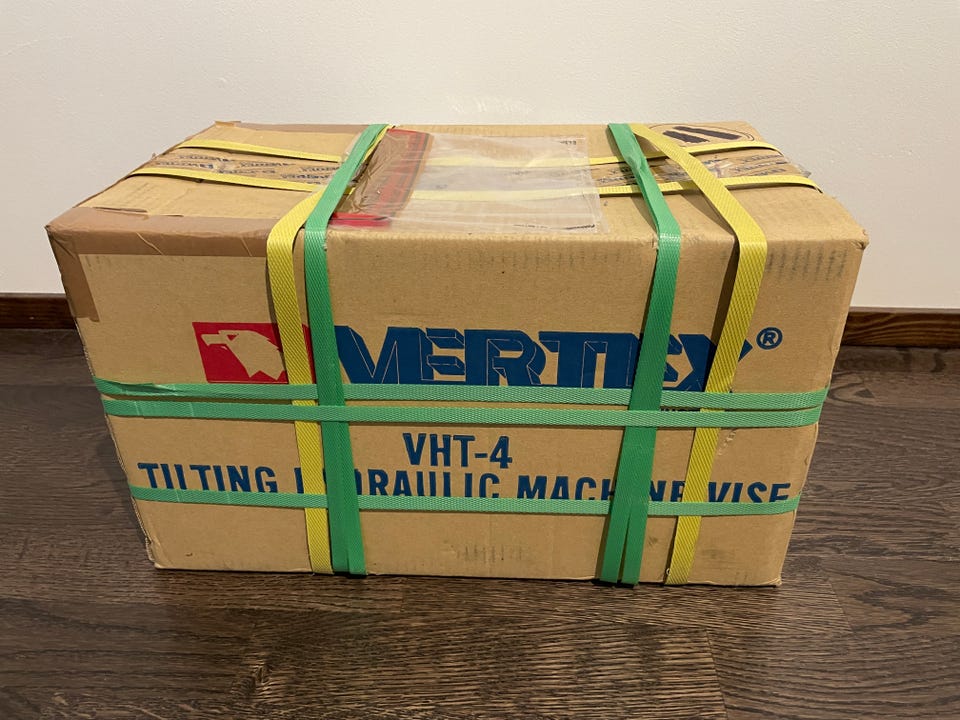 VERTEX®
VHT-4
TILTING HYDRAULIC MACHINE VISE